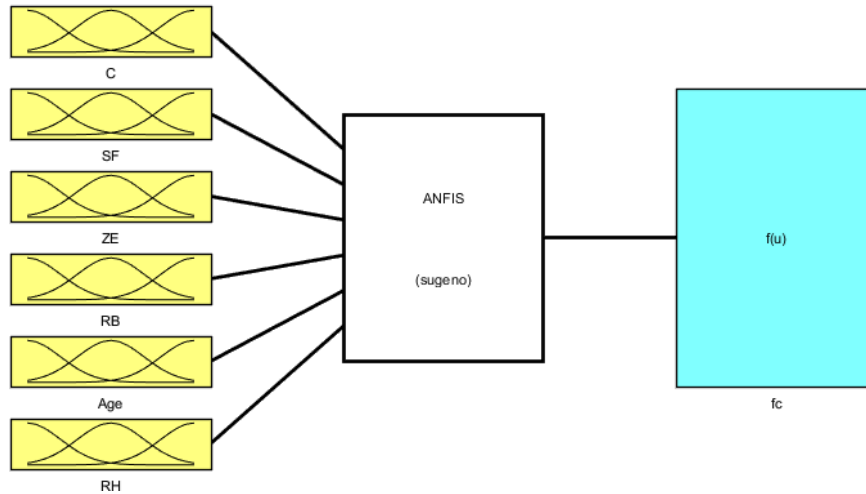 C
SF
ZE
RB
Age
RH
ANFIS
(sugeno)
f(u)
fc